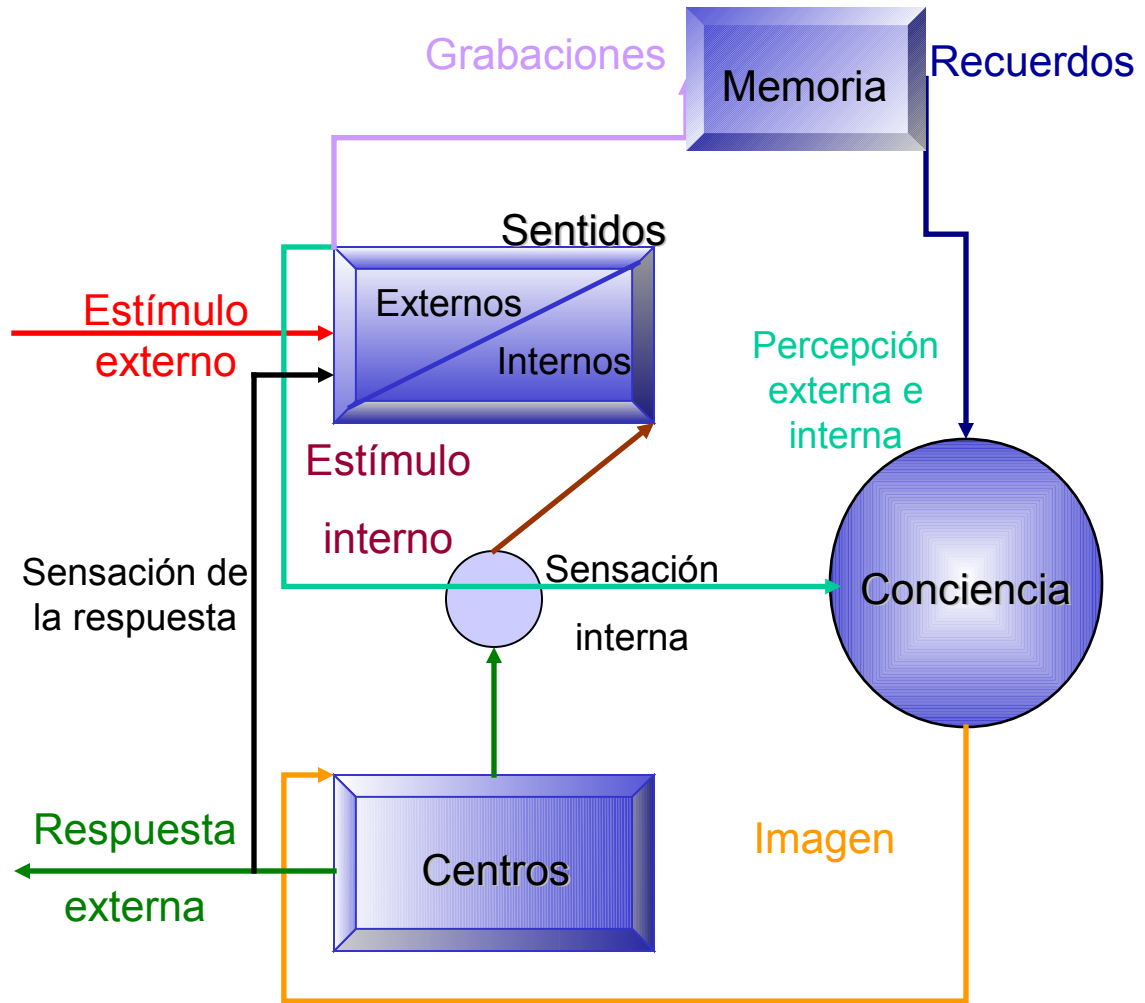 Grabaciones
Memoria
Recuerdos
Sentidos
Externos
Internos
Estímulo
externo
Percepción
externa e
interna
Estímulo
interno
Sensación de
la respuesta
Sensación
interna
Conciencia
Respuesta
externa
Centros
Imagen